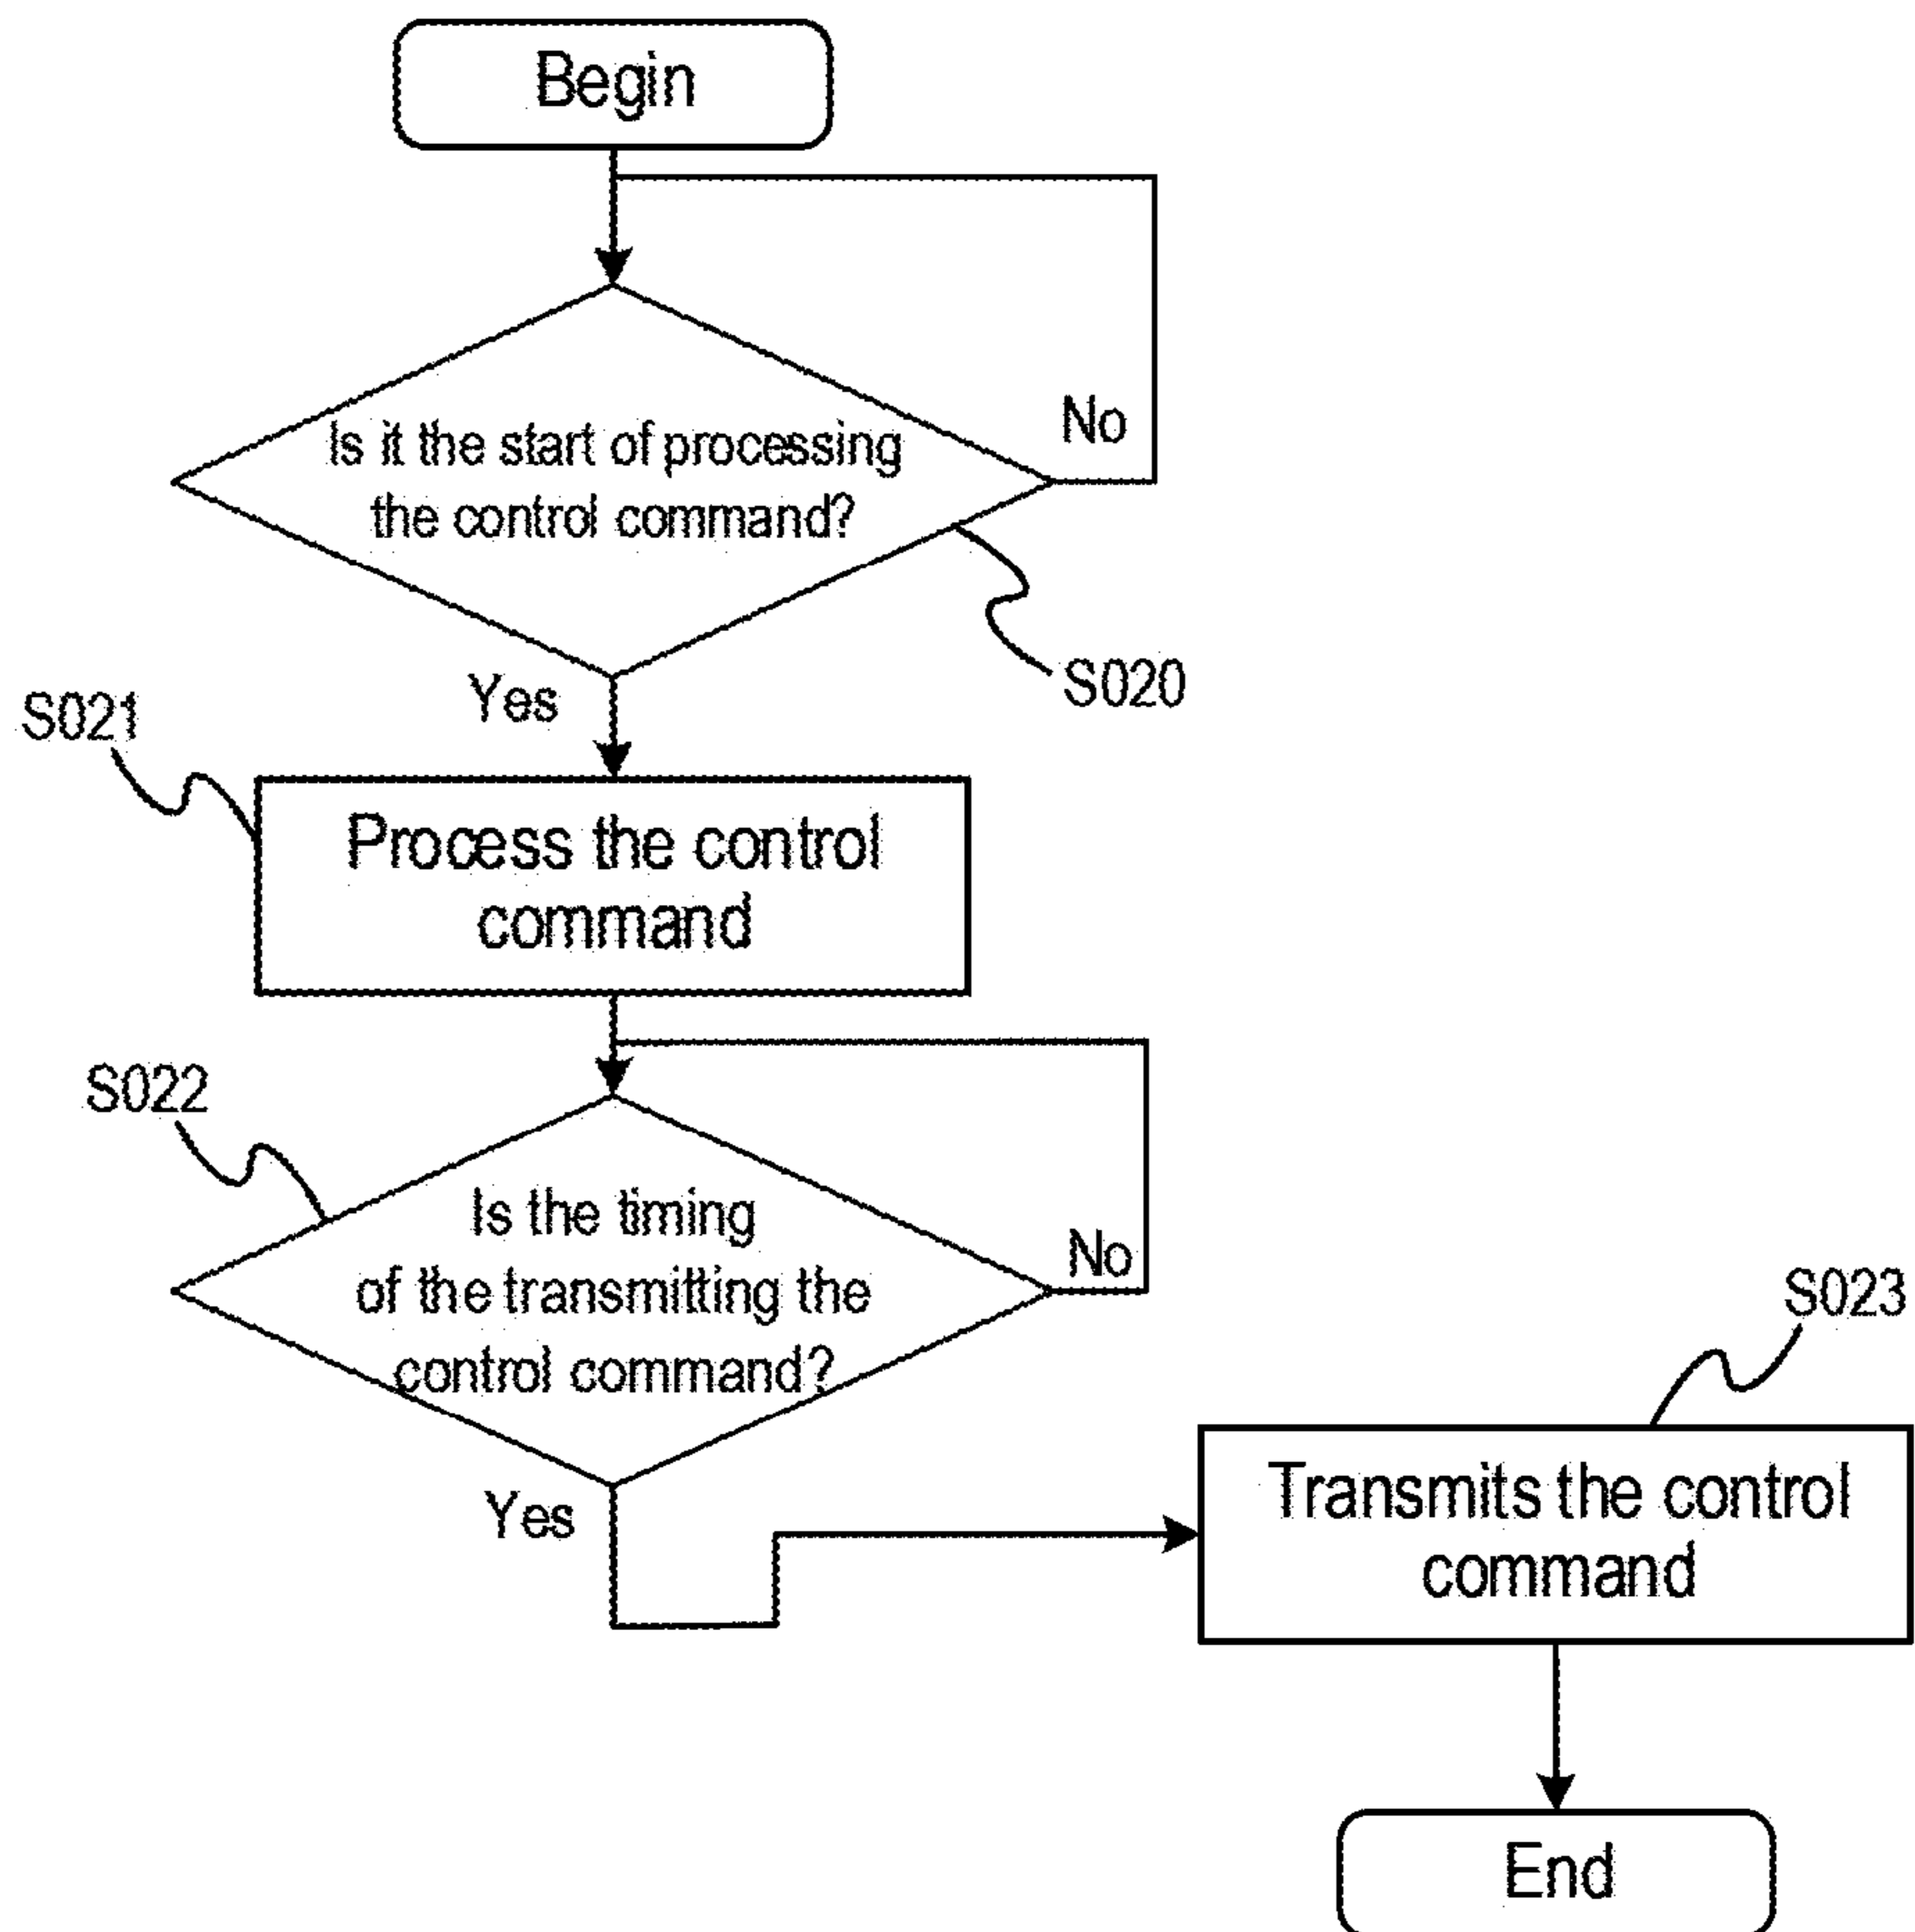 Begin
No
Is it the start of processing
the control command?
S020
Yes
S021
Process the control
command
S022
Is the timing
of the transmitting the
control command?
No
Yes
S023
Transmits the control
command
End